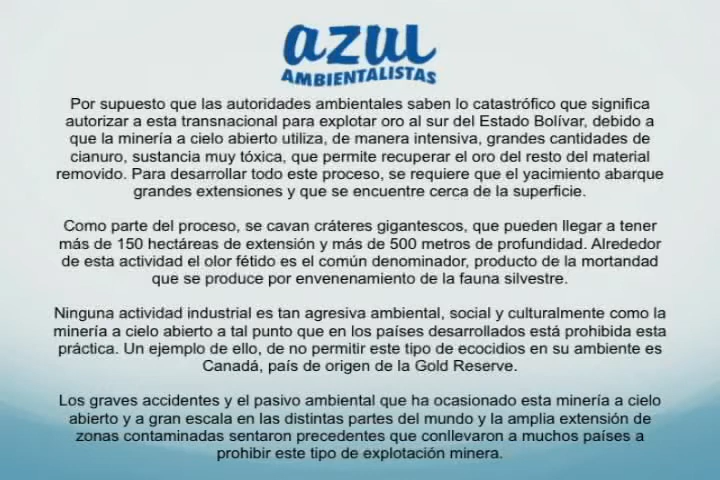 azul
AMBIENTALISTAS
Por supuesto que las autoridades ambientales saben lo catastrófico que significa
autorizar a esta transnacional para explotar oro al sur del Estado Bolívar, debido a
que la minería a cielo abierto utiliza, de manera intensiva, grandes cantidades de
cianuro, sustancia muy tóxica, que permite recuperar el oro del resto del material
removido. Para desarrollar todo este proceso, se requiere que el yacimiento abarque
grandes extensiones y que se encuentre cerca de la superficie.
Como parte del proceso, se cavan cráteres gigantescos, que pueden llegar a tener
más de 150 hectáreas de extensión y más de 500 metros de profundidad. Alrededor
de esta actividad el olor fétido es el común denominador, producto de la mortandad
que se produce por envenenamiento de la fauna silvestre.
Ninguna actividad industrial es tan agresiva ambiental, social y culturalmente como la
minería a cielo abierto a tal punto que en los países desarrollados está prohibida esta
práctica. Un ejemplo de ello, de no permitir este tipo de ecocidios en su ambiente es
Canadá, país de origen de la Gold Reserve.
Los graves accidentes y el pasivo ambiental que ha ocasionado esta minería a cielo
abierto y a gran escala en las distintas partes del mundo y la amplia extensión de
zonas contaminadas sentaron precedentes que conllevaron a muchos países a
prohibir este tipo de explotación minera.